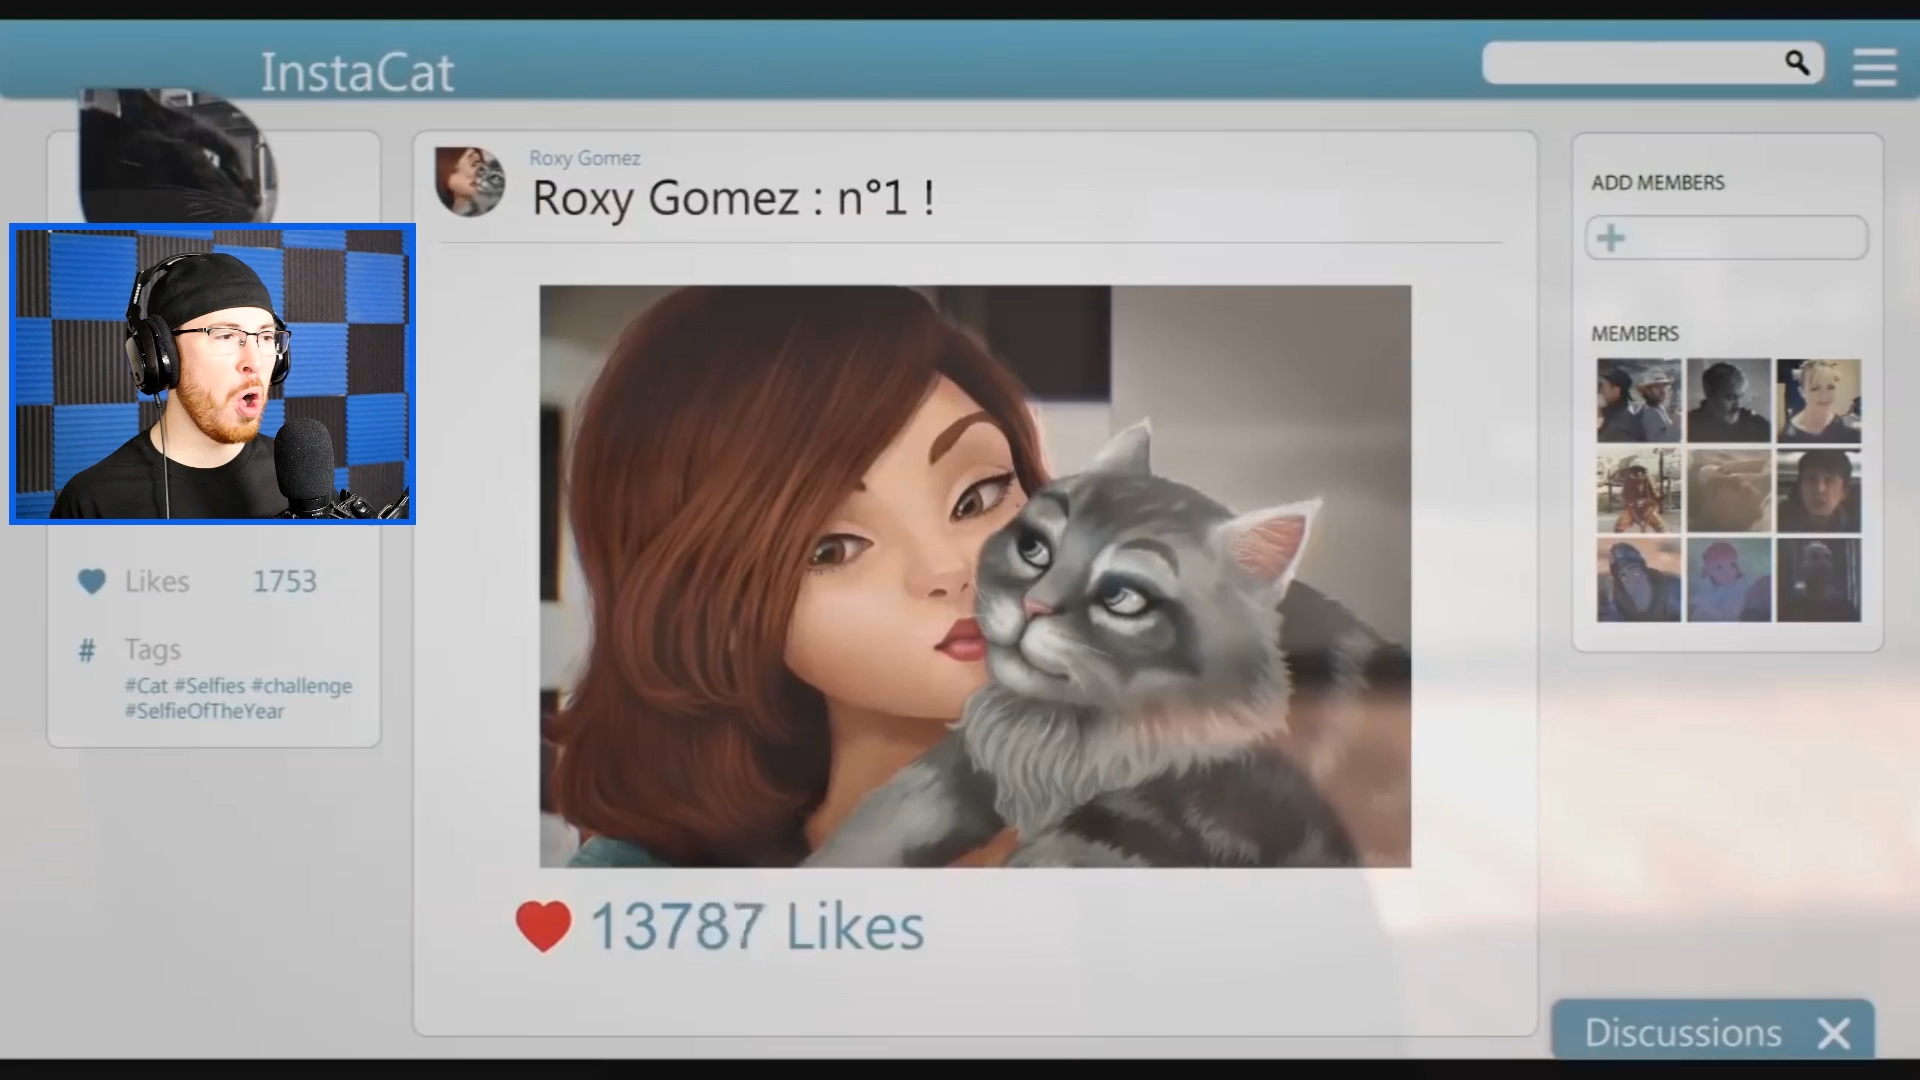 InstaCat
Roxy Gomez
Roxy Gomez : n°1 !
ADD MEMBERS
MEMBERS
Likes 1753
# Tags
#Cat #Selfies #challenge
#SelfieOfTheYear
13787 Likes
Discussions